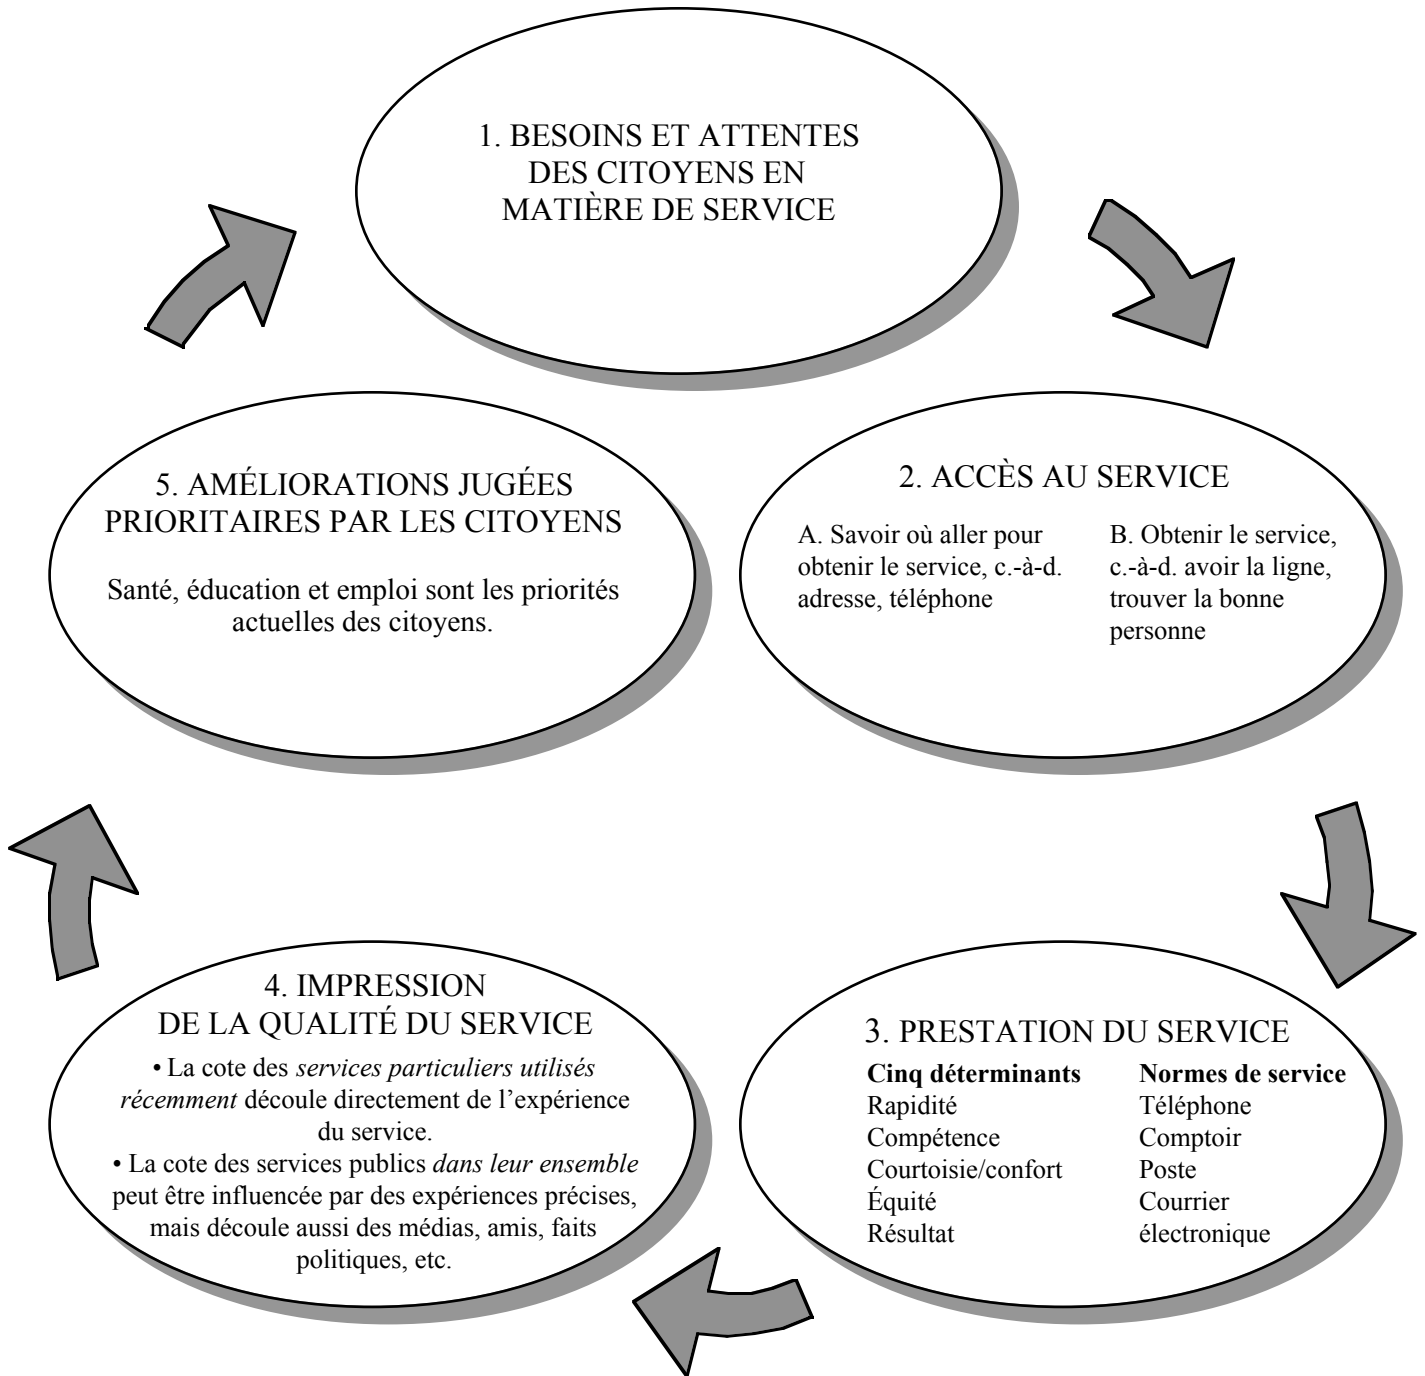 1. BESOINS ET ATTENTES
DES CITOYENS EN
MATIÈRE DE SERVICE
2. ACCÈS AU SERVICE
A. Savoir où aller pour
obtenir le service, c.-à-d.
adresse, téléphone
B. Obtenir le service,
c.-à-d. avoir la ligne,
trouver la bonne
personne
3. PRESTATION DU SERVICE
Cinq déterminants
Rapidité
Compétence
Courtoisie/confort
Équité
Résultat
Normes de service
Téléphone
Comptoir
Poste
Courrier
électronique
4. IMPRESSION
DE LA QUALITÉ DU SERVICE
• La cote des services particuliers utilisés
récemment découle directement de l’expérience
du service.
• La cote des services publics dans leur ensemble
peut être influencée par des expériences précises,
mais découle aussi des médias, amis, faits
politiques, etc.
5. AMÉLIORATIONS JUGÉES
PRIORITAIRES PAR LES CITOYENS
Santé, éducation et emploi sont les priorités
actuelles des citoyens.